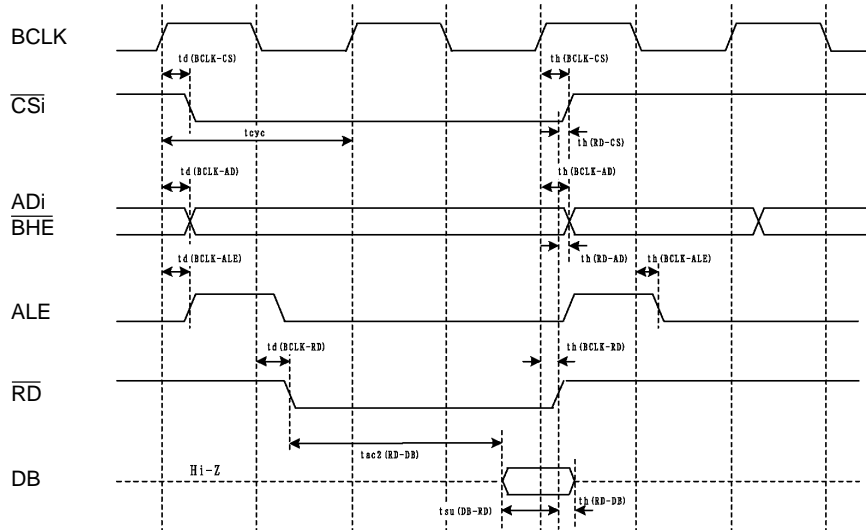 BCLK
td(BCLK-CS) th(BCLK-CS)
CSi
tcyc th(RD-CS)
td(BCLK-AD) th(BCLK-AD)
ADi
BHE
td(BCLK-ALE) th(RD-AD) th(BCLK-ALE)
ALE
td(BCLK-RD) th(BCLK-RD)
RD
tac2(RD-DB)
Hi-Z
DB
tsu(DB-RD) th(RD-DB)